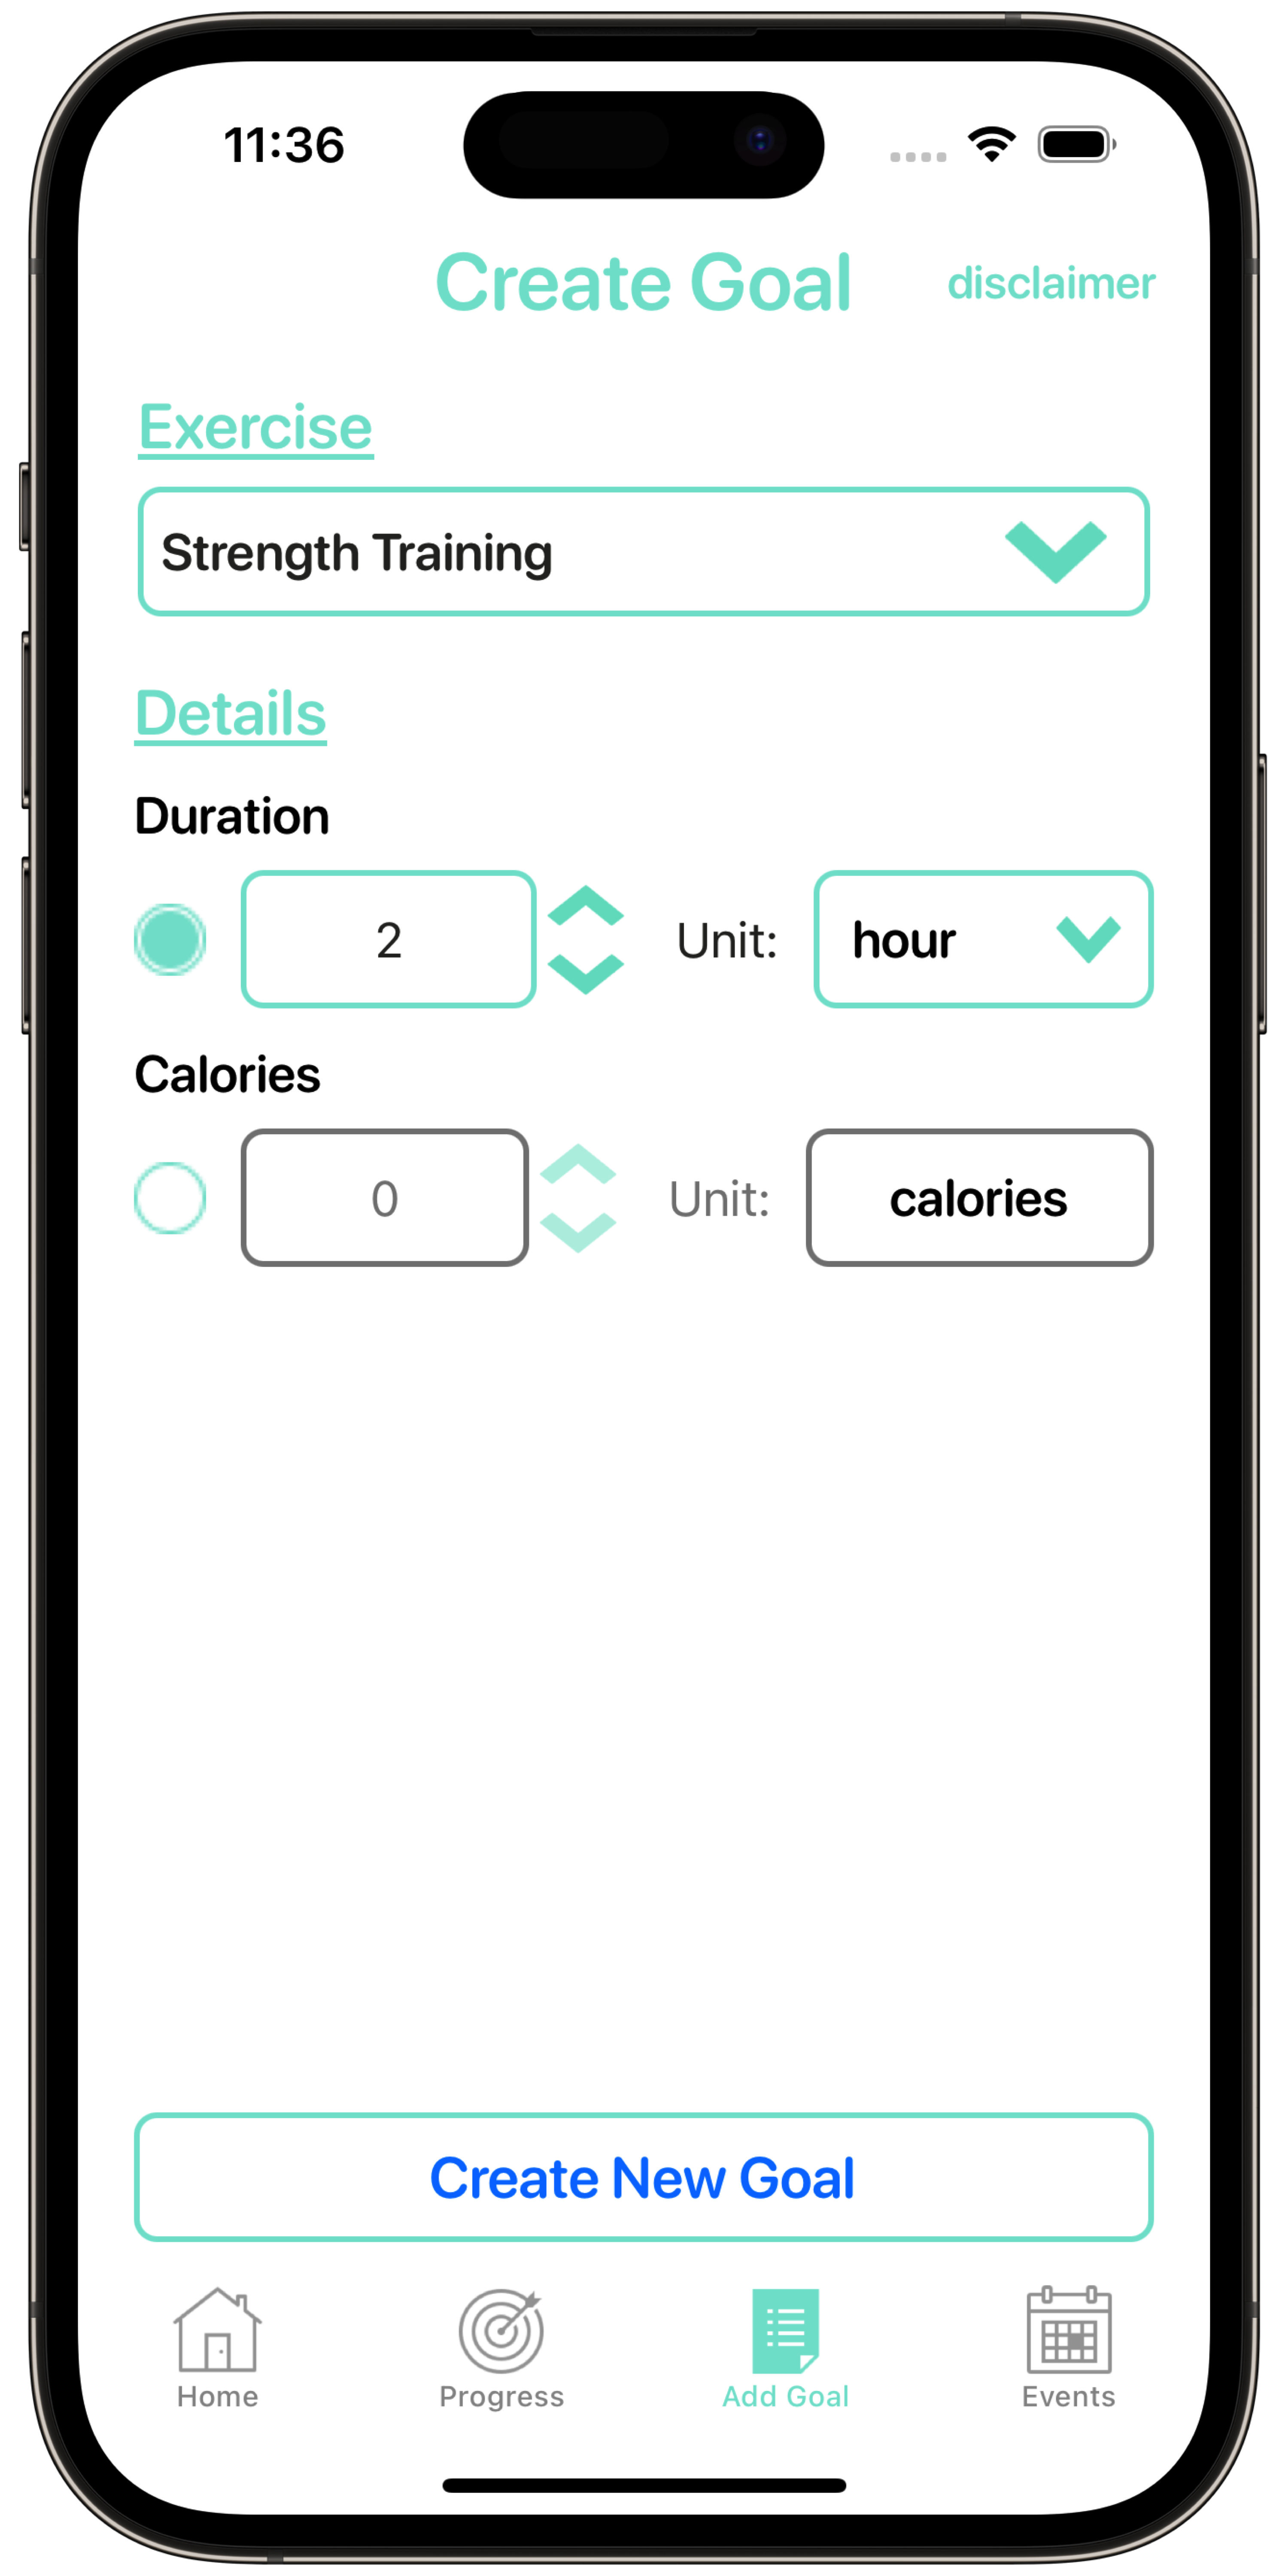 11:36
Create Goal disclaimer
Exercise
Strength Training
Details
Duration
2 Unit: hour
Calories
0 Unit: calories
Create New Goal
Home Progress Add Goal Events